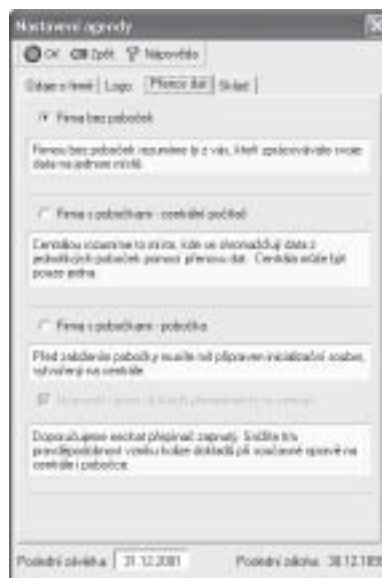 Nastavení agendy
OK Zpět Nápověda
Údaje o firmě Logo Přenos dat Sklad
Firma bez poboček
Firmou bez poboček rozumíme ty z vás, kteří zpracováváte svoje
data na jednom místě.
Firma s pobočkami - centrální počítač
Centrálou rozumíme to místo, kde se shromažďují data z
jednotlivých poboček pomocí přenosu dat. Centrála může být
pouze jedna.
Firma s pobočkami - pobočka
Před založením pobočky musíte mít připraven inicializační soubor,
vytvořený na centrále.
Doporučujeme nechat přepínač zapnutý. Snížíte tím
pravděpodobnost vzniku kolize dokladů při současné opravě na
centrále i pobočce.
Poslední závěrka: 31.12.2001 Poslední záloha: 30.12.1899